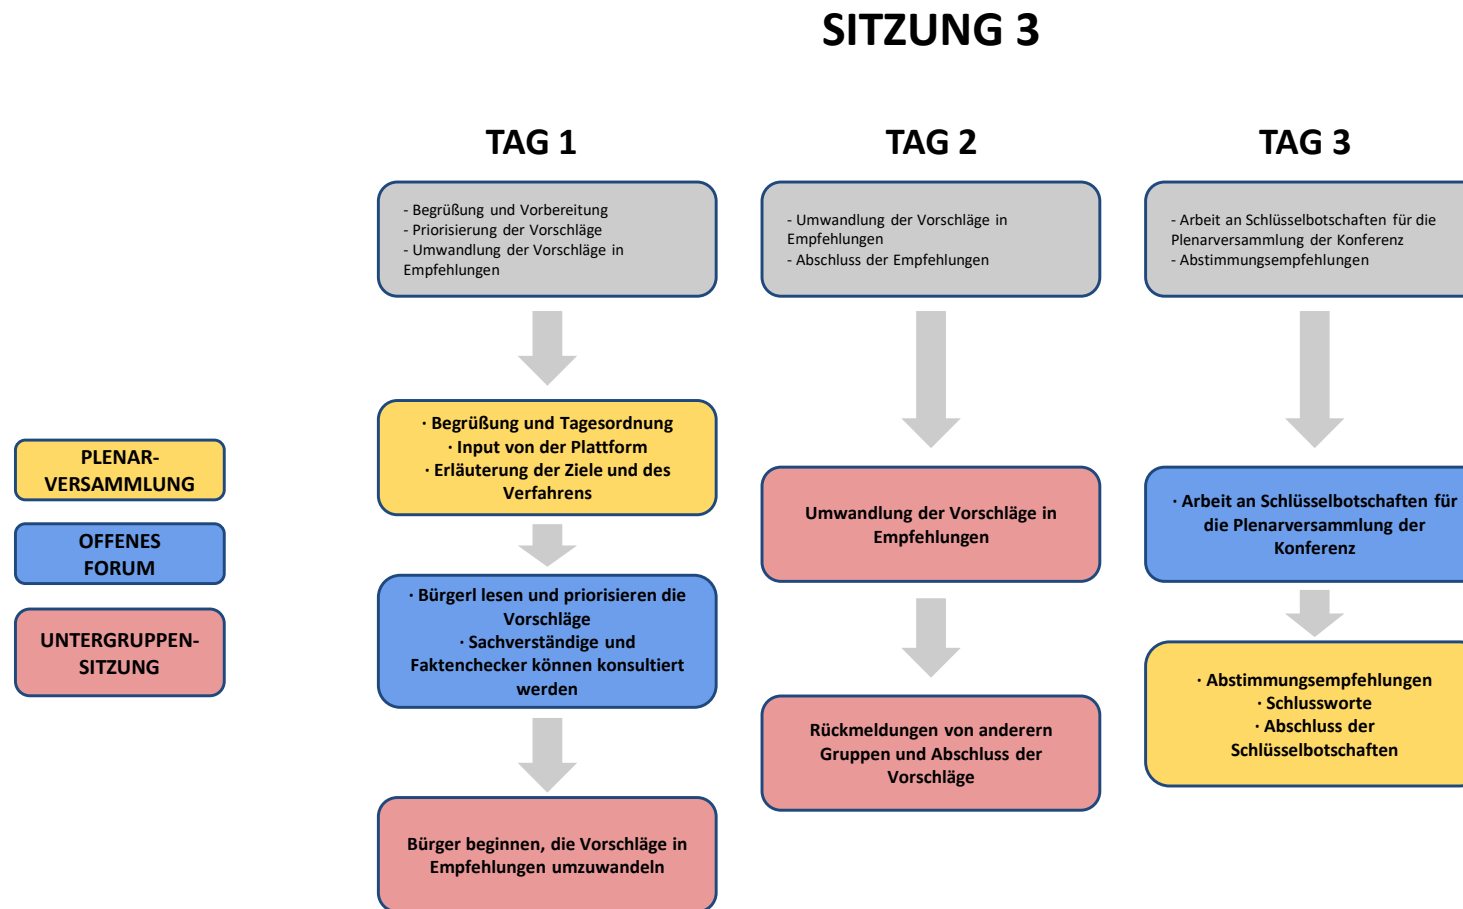 SITZUNG 3
TAG 1
- Begrüßung und Vorbereitung
- Priorisierung der Vorschläge
- Umwandlung der Vorschläge in
Empfehlungen
· Begrüßung und Tagesordnung
· Input von der Plattform
· Erläuterung der Ziele und des
Verfahrens
· Bürgerl lesen und priorisieren die
Vorschläge
· Sachverständige und
Faktenchecker können konsultiert
werden
Bürger beginnen, die Vorschläge in
Empfehlungen umzuwandeln
TAG 2
- Umwandlung der Vorschläge in
Empfehlungen
- Abschluss der Empfehlungen
Umwandlung der Vorschläge in
Empfehlungen
Rückmeldungen von anderern
Gruppen und Abschluss der
Vorschläge
TAG 3
- Arbeit an Schlüsselbotschaften für die
Plenarversammlung der Konferenz
- Abstimmungsempfehlungen
· Arbeit an Schlüsselbotschaften für
die Plenarversammlung der
Konferenz
· Abstimmungsempfehlungen
· Schlussworte
· Abschluss der
Schlüsselbotschaften
PLENAR-
VERSAMMLUNG
OFFENES
FORUM
UNTERGRUPPEN-
SITZUNG